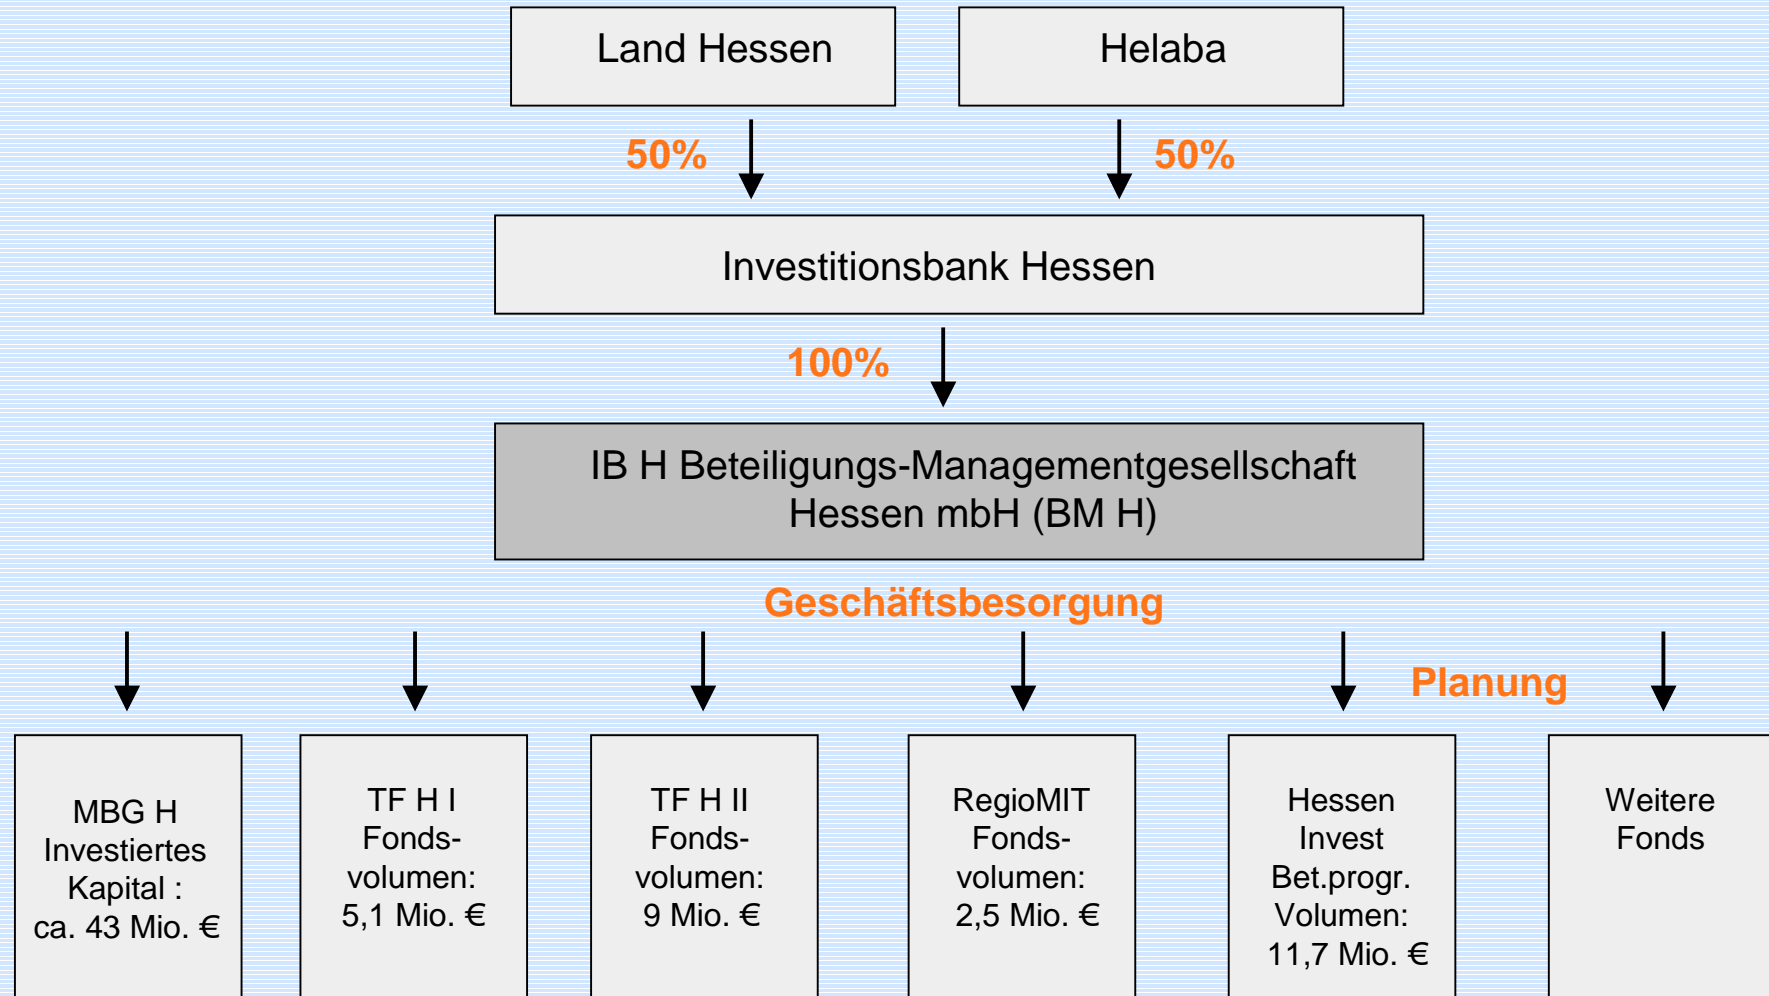 Land Hessen
Helaba
50%
50%
Investitionsbank Hessen
100%
IB H Beteiligungs-Managementgesellschaft
Hessen mbH (BM H)
Geschäftsbesorgung
Planung
MBG H
Investiertes
Kapital :
ca. 43 Mio. €
TF H I
Fonds-
volumen:
5,1 Mio. €
TF H II
Fonds-
volumen:
9 Mio. €
RegioMIT
Fonds-
volumen:
2,5 Mio. €
Hessen
Invest
Bet.progr.
Volumen:
11,7 Mio. €
Weitere
Fonds